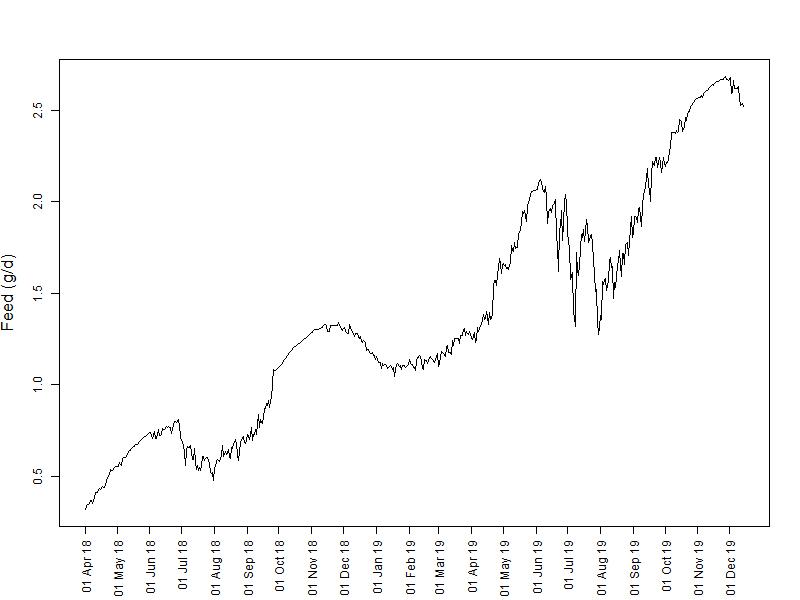 Feed (g/d)
2.5
2.0
1.5
1.0
0.5
01 Apr 18
01 May 18
01 Jun 18
01 Jul 18
01 Aug 18
01 Sep 18
01 Oct 18
01 Nov 18
01 Dec 18
01 Jan 19
01 Feb 19
01 Mar 19
01 Apr 19
01 May 19
01 Jun 19
01 Jul 19
01 Aug 19
01 Sep 19
01 Oct 19
01 Nov 19
01 Dec 19